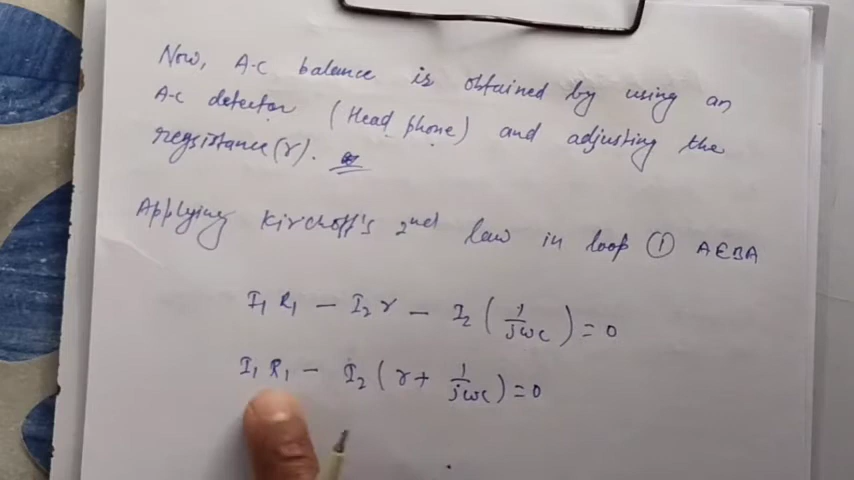 Now, A-C balance is obtained by using an
A-C detector (Head phone) and adjusting the
regsistance(r).
Applying Kirchoff's 2nd law in loop ① AEBA
I₁ R₁ – I₂ r – I₂ (1/jωc) = 0
I₁ R₁ – I₂ (r + 1/jωc) = 0